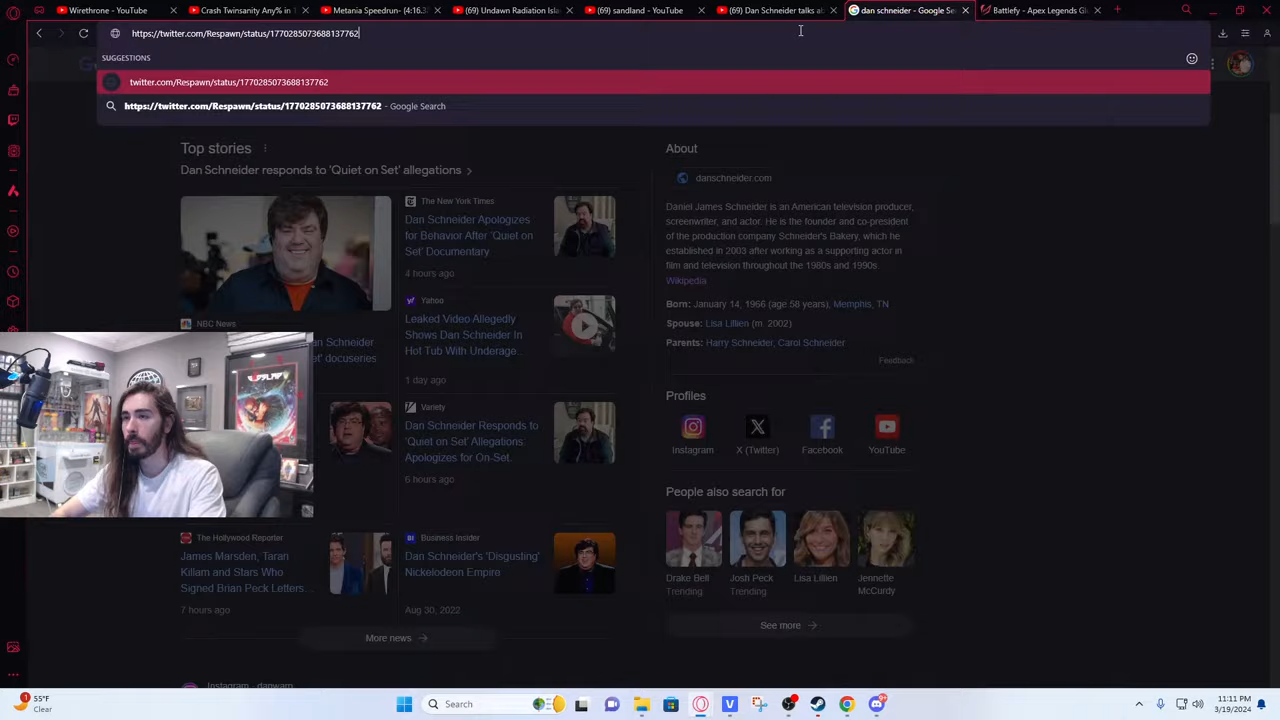 Wirethrone - YouTube
Crash Twinsanity Any% in 1
Metania Speedrun- (4:16.3
(69) Undawn Radiation Isla
(69) sandland - YouTube
(69) Dan Schneider talks ab
dan schneider - Google Se
Battlefy - Apex Legends Gl
https://twitter.com/Respawn/status/1770285073688137762
SUGGESTIONS
twitter.com/Respawn/status/1770285073688137762
https://twitter.com/Respawn/status/1770285073688137762 - Google Search
Top stories
Dan Schneider responds to 'Quiet on Set' allegations
The New York Times
Dan Schneider Apologizes
for Behavior After 'Quiet on
Set' Documentary
4 hours ago
NBC News
Dan Schneider
et' docuseries
Yahoo
Leaked Video Allegedly
Shows Dan Schneider In
Hot Tub With Underage...
1 day ago
Variety
Dan Schneider Responds to
'Quiet on Set' Allegations,
Apologizes for On-Set...
6 hours ago
The Hollywood Reporter
James Marsden, Taran
Killam and Stars Who
Signed Brian Peck Letters...
7 hours ago
Business Insider
Dan Schneider's 'Disgusting'
Nickelodeon Empire
Aug 30, 2022
More news
Instagram · danwarp
About
danschneider.com
Daniel James Schneider is an American television producer,
screenwriter, and actor. He is the founder and co-president
of the production company Schneider's Bakery, which he
established in 2003 after working as a supporting actor in
film and television throughout the 1980s and 1990s.
Wikipedia
Born: January 14, 1966 (age 58 years), Memphis, TN
Spouse: Lisa Lillien (m. 2002)
Parents: Harry Schneider, Carol Schneider
Feedback
Profiles
Instagram
X (Twitter)
Facebook
YouTube
People also search for
Drake Bell
Trending
Josh Peck
Trending
Lisa Lillien
Jennette
McCurdy
See more
1
55°F
Clear
Search
11:11 PM
3/19/2024